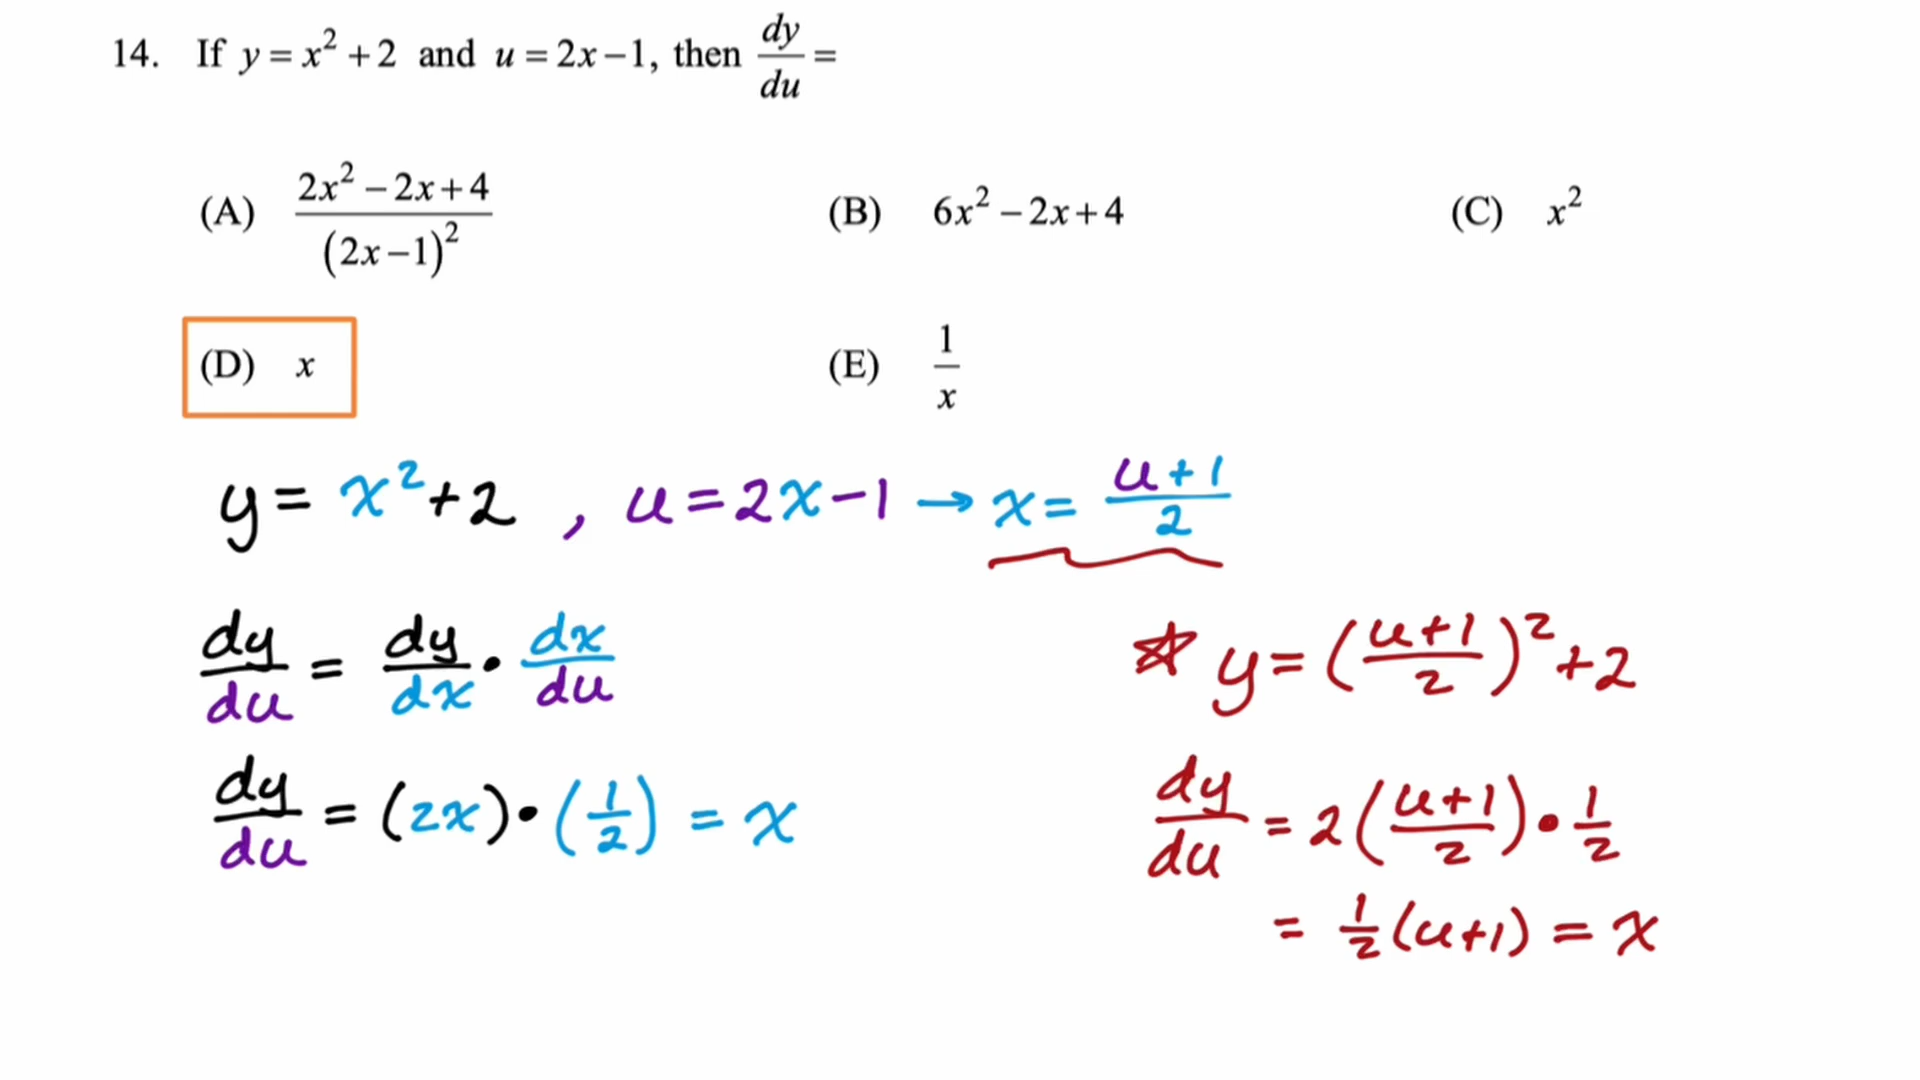 14. If y = x² + 2 and u = 2x − 1, then dy/du =
(A) (2x² − 2x + 4)/(2x − 1)² (B) 6x² − 2x + 4 (C) x²
(D) x (E) 1/x
y = x² + 2 , u = 2x − 1 → x = (u + 1)/2
dy/du = dy/dx · dx/du
dy/du = (2x) · (1/2) = x
y = ((u+1)/2)² + 2
dy/du = 2((u+1)/2) · 1/2
= 1/2 (u+1) = x